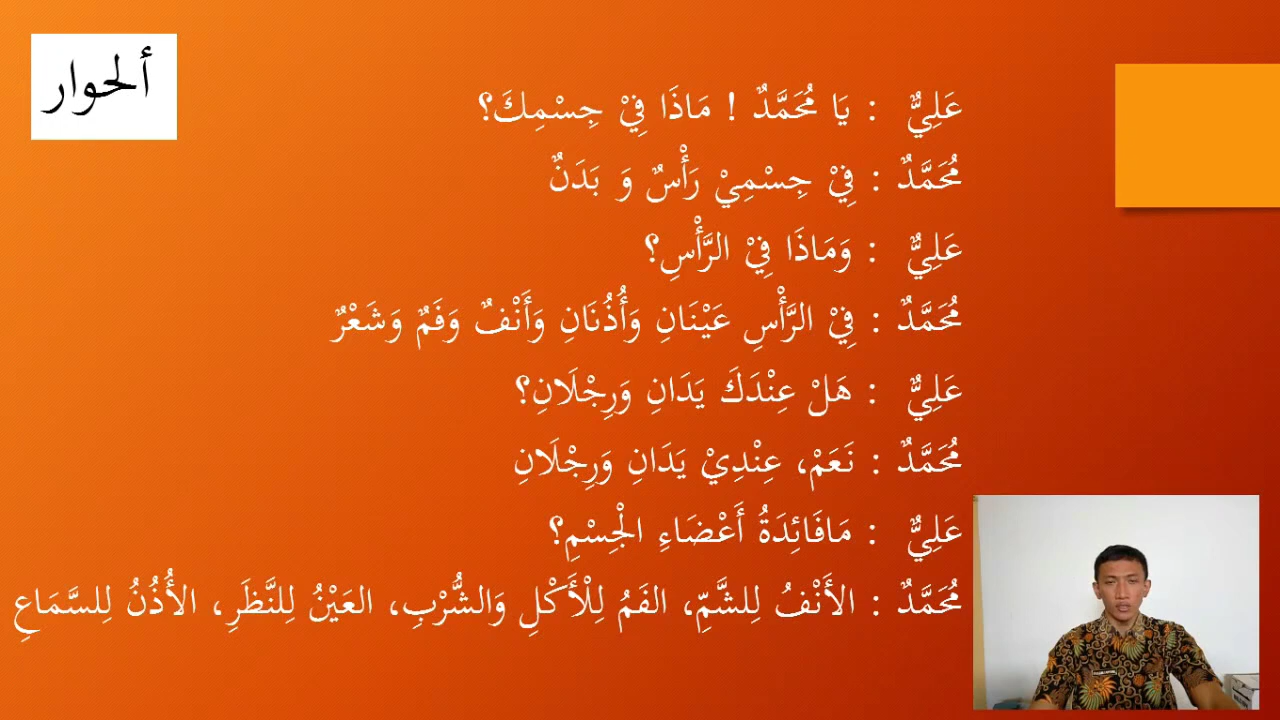 ألحوار
عَلِيٌّ : يَا مُحَمَّدٌ ! مَاذَا فِيْ جِسْمِكَ؟
مُحَمَّدٌ : فِيْ جِسْمِيْ رَأْسٌ وَ بَدَنٌ
عَلِيٌّ : وَمَاذَا فِيْ الرَّأْسِ؟
مُحَمَّدٌ : فِيْ الرَّأْسِ عَيْنَانِ وَأُذُنَانِ وَأَنْفٌ وَفَمٌ وَشَعْرٌ
عَلِيٌّ : هَلْ عِنْدَكَ يَدَانِ وَرِجْلَانِ؟
مُحَمَّدٌ : نَعَمْ، عِنْدِيْ يَدَانِ وَرِجْلَانِ
عَلِيٌّ : مَافَائِدَةُ أَعْضَاءِ الْجِسْمِ؟
مُحَمَّدٌ : الأَنْفُ لِلشَّمِّ، الفَمُ لِلْأَكْلِ وَالشُّرْبِ، العَيْنُ لِلنَّظَرِ، الأُذُنُ لِلسَّمَاعِ